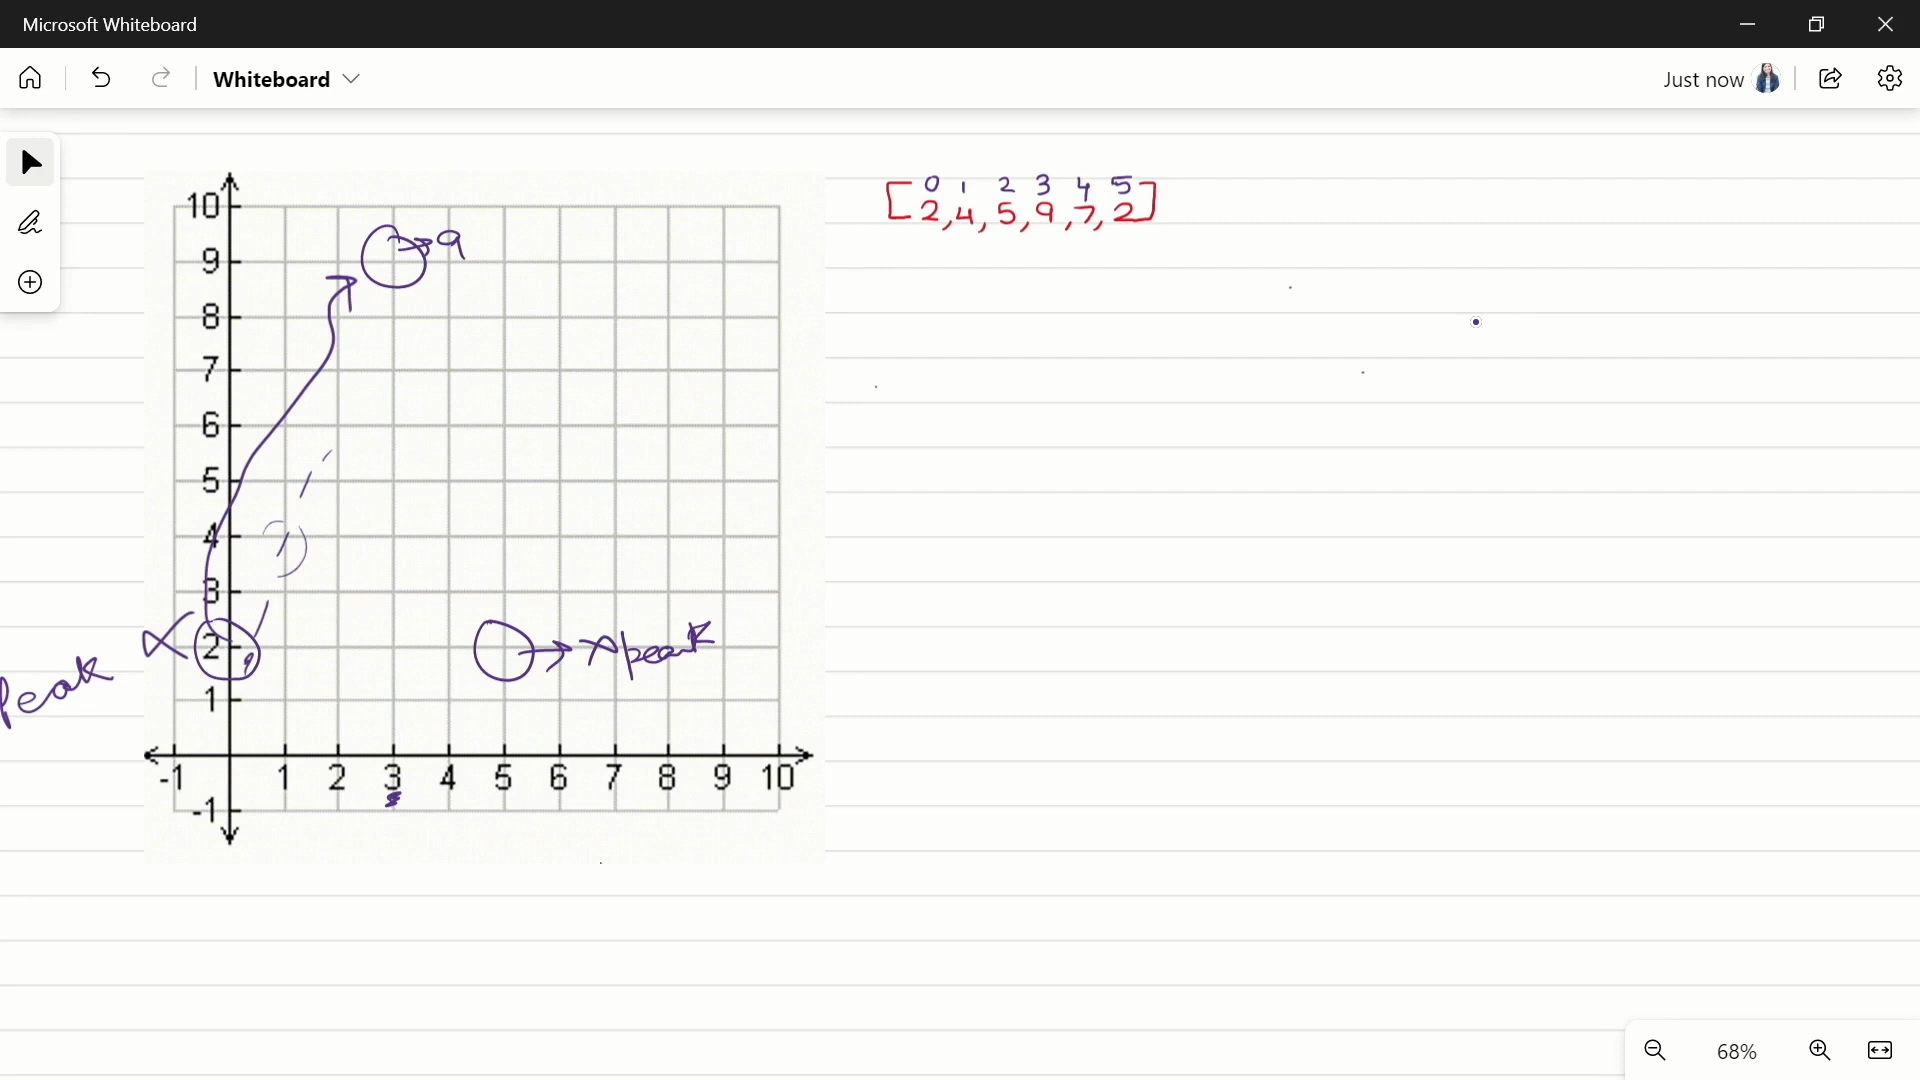 Microsoft Whiteboard
Whiteboard
Just now
0 1 2 3 4 5
[2,4,5,9,7,2]
10
9
9
8
7
6
5
4
3
2
peak
Peak
1
-1 1 2 3 4 5 6 7 8 9 10
-1
68%